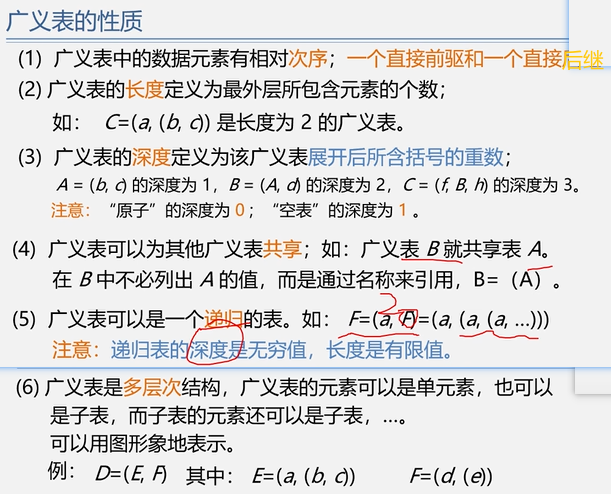 广义表的性质
(1) 广义表中的数据元素有相对次序；一个直接前驱和一个直接后继
(2) 广义表的长度定义为最外层所包含元素的个数；
如： C=(a, (b, c)) 是长度为 2 的广义表。
(3) 广义表的深度定义为该广义表展开后所含括号的重数；
A = (b, c) 的深度为 1，B = (A, d) 的深度为 2，C = (f, B, h) 的深度为 3。
注意：“原子”的深度为 0 ；“空表”的深度为 1 。
(4) 广义表可以为其他广义表共享；如：广义表 B 就共享表 A。
在 B 中不必列出 A 的值，而是通过名称来引用，B=（A）。
2
(5) 广义表可以是一个递归的表。如： F=(a, F)=(a, (a, (a, …)))
注意：递归表的深度是无穷值，长度是有限值。
(6) 广义表是多层次结构，广义表的元素可以是单元素，也可以
是子表，而子表的元素还可以是子表，…。
可以用图形象地表示。
例： D=(E, F) 其中： E=(a, (b, c)) F=(d, (e))